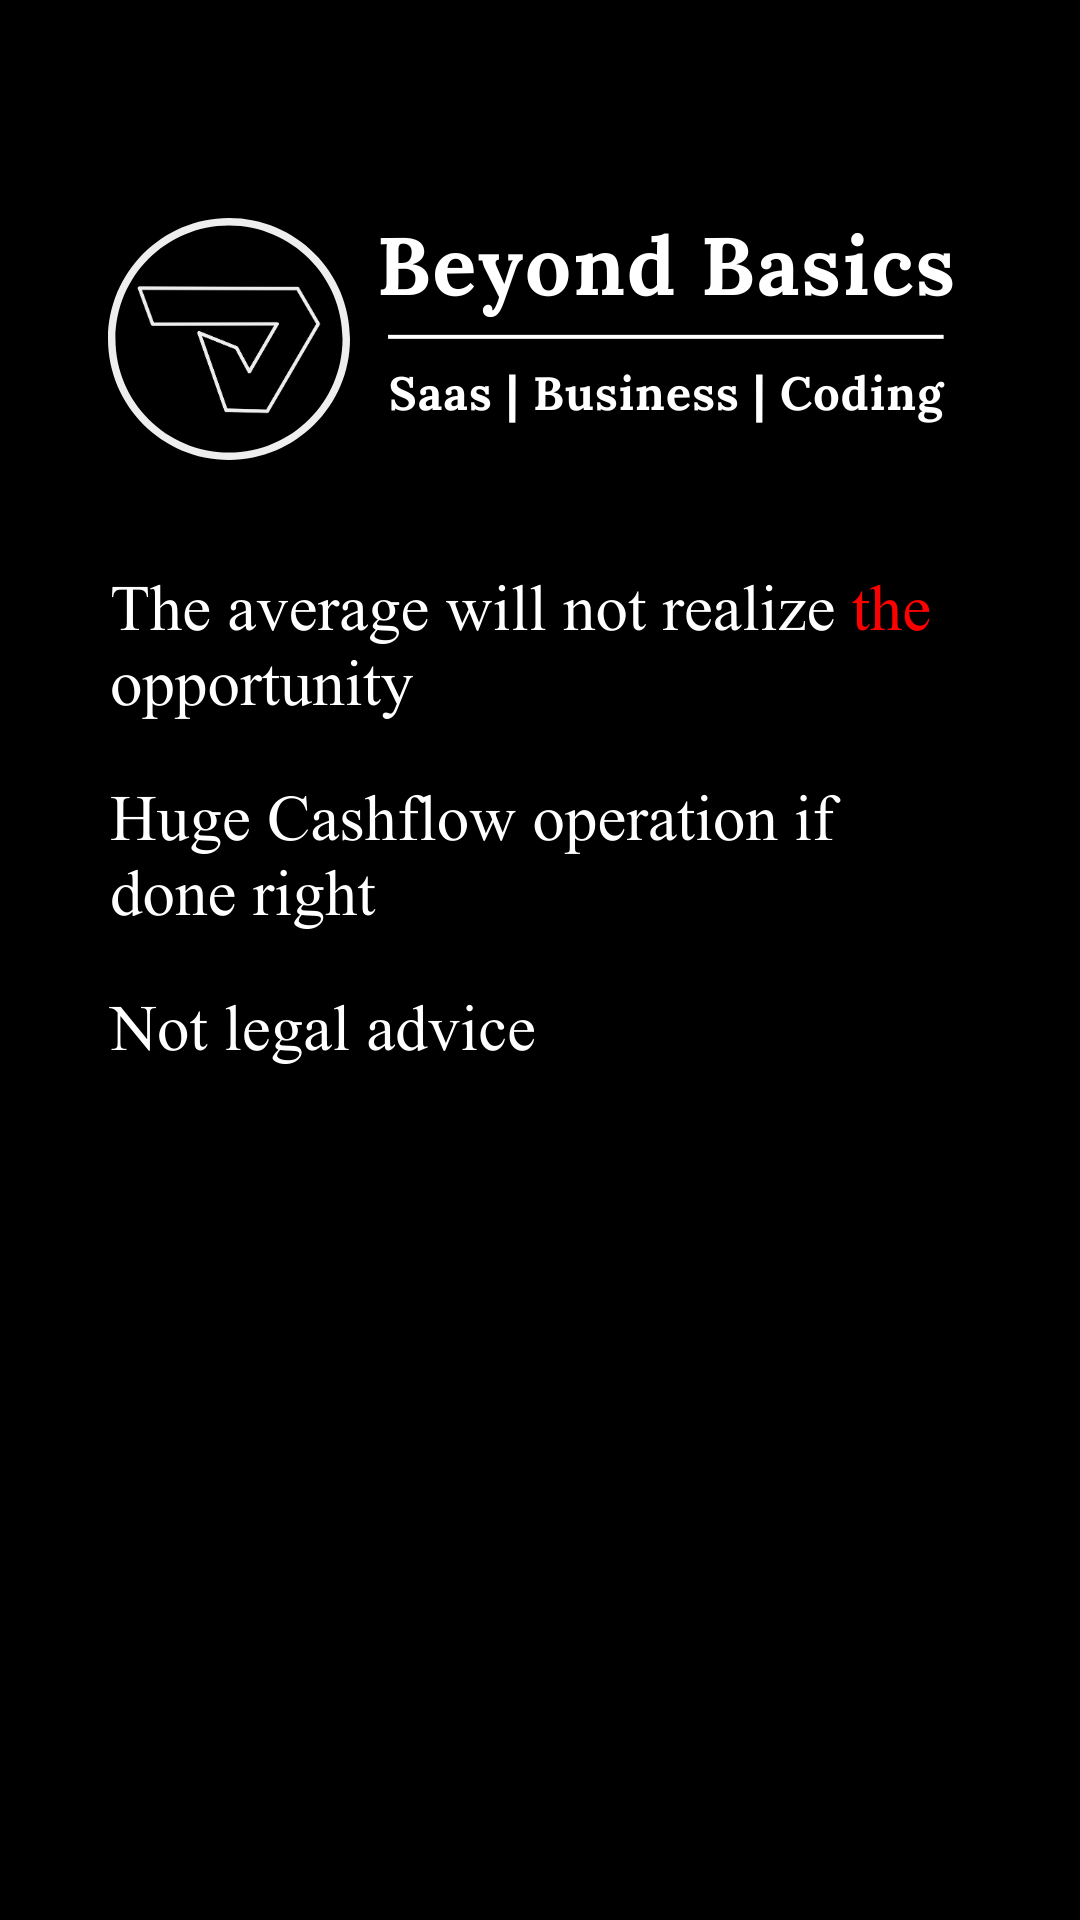 Beyond Basics
Saas | Business | Coding
The average will not realize the
opportunity
Huge Cashflow operation if
done right
Not legal advice